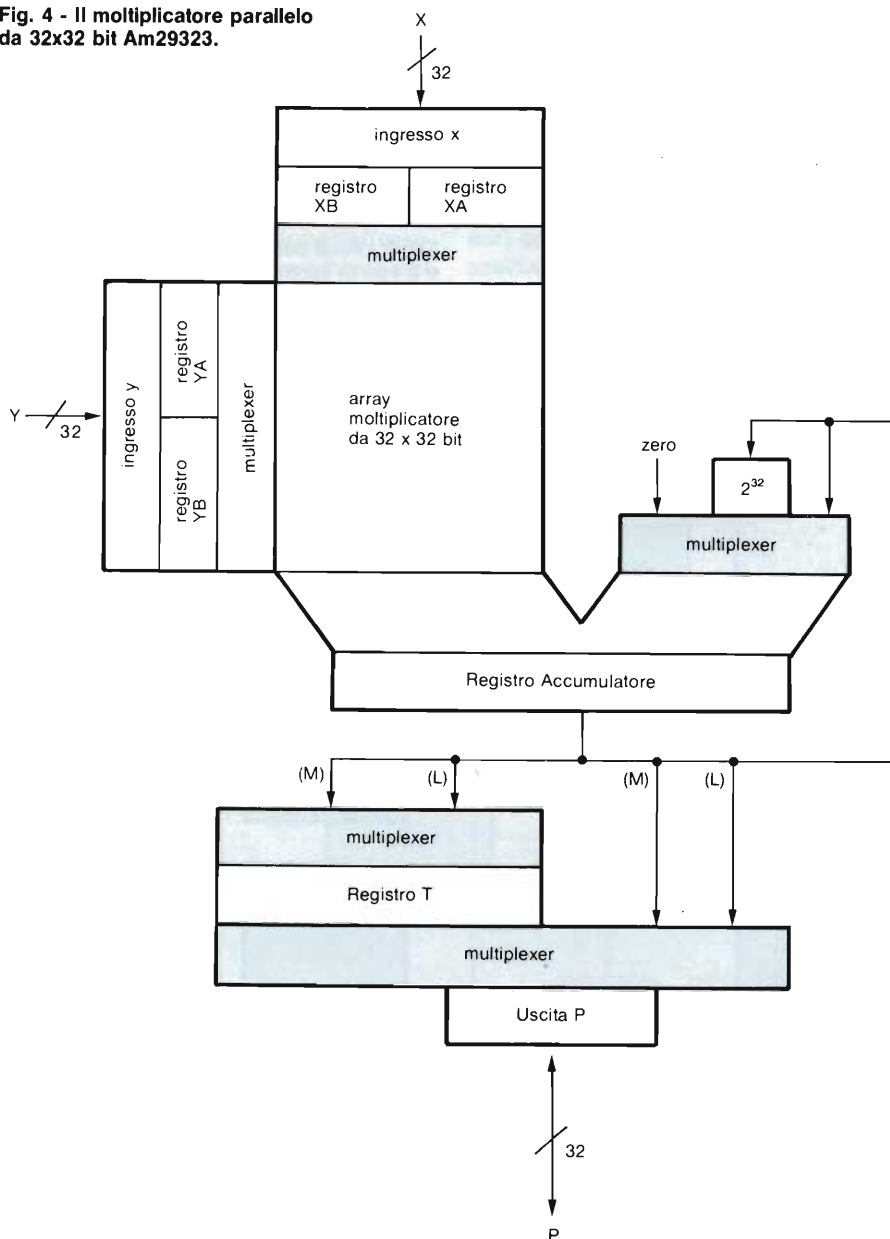 Fig. 4 - Il moltiplicatore parallelo
da 32x32 bit Am29323.
X
32
ingresso x
registro
XB
registro
XA
multiplexer
Y
32
ingresso y
registro
YA
registro
YB
multiplexer
array
moltiplicatore
da 32 x 32 bit
zero
2³²
multiplexer
Registro Accumulatore
(M)
(L)
(M)
(L)
multiplexer
Registro T
multiplexer
Uscita P
32
P